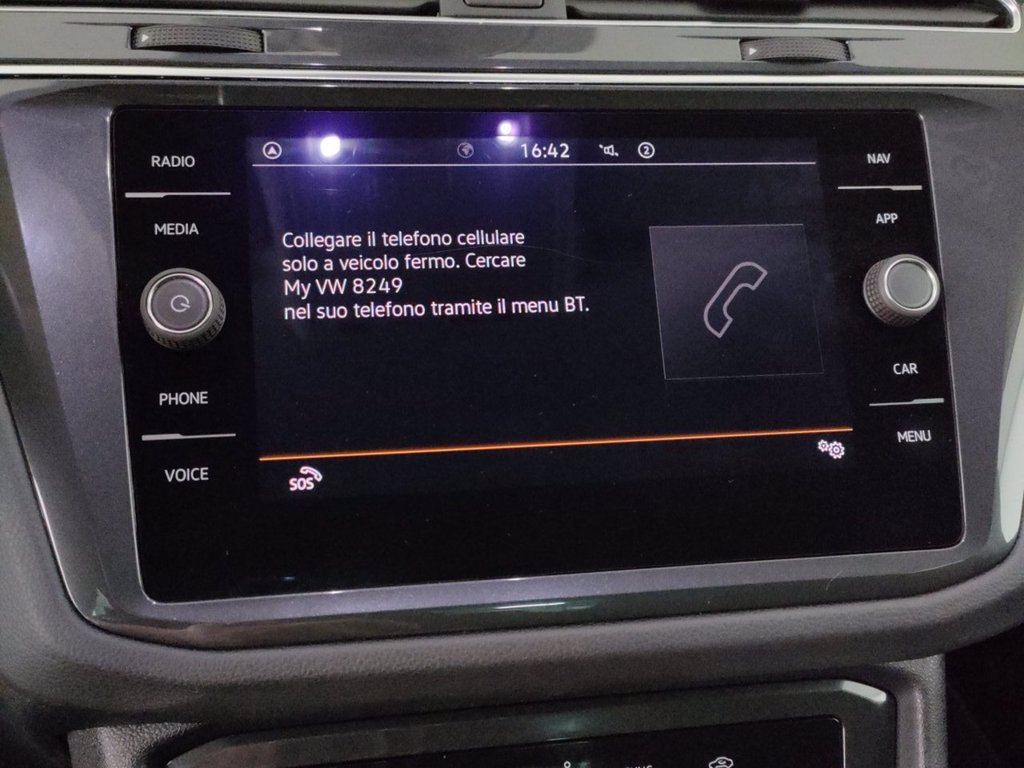 16:42
2
RADIO
MEDIA
PHONE
VOICE
Collegare il telefono cellulare
solo a veicolo fermo. Cercare
My VW 8249
nel suo telefono tramite il menu BT.
SOS
NAV
APP
CAR
MENU